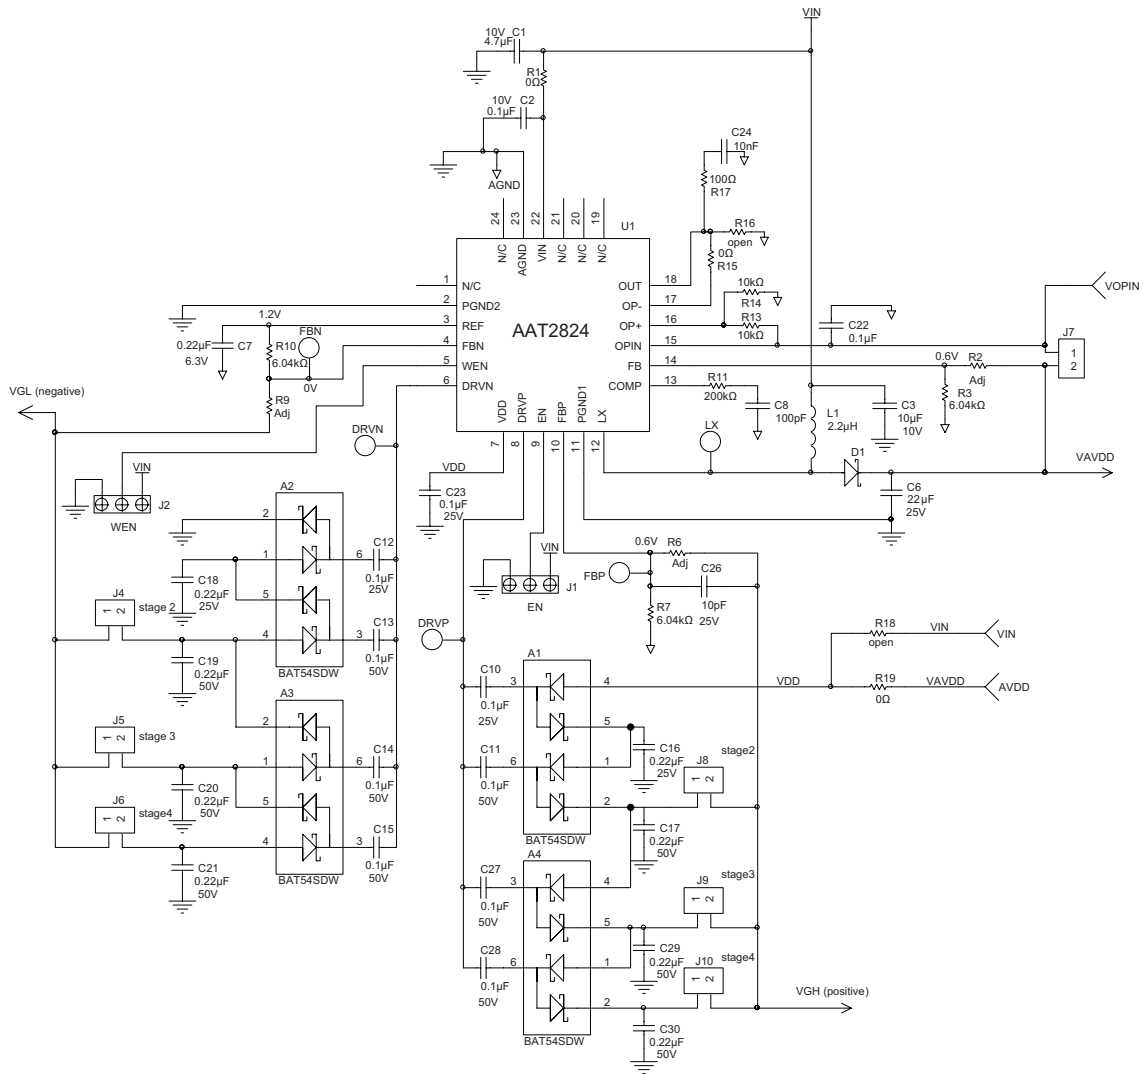 VIN
10V C1
4.7µF
R1
0Ω
10V C2
0.1µF
AGND
C24
10nF
100Ω
R17
R16
open
0Ω
R15
24
23
22
21
20
19
U1
N/C
AGND
VIN
N/C
N/C
N/C
1 N/C
2 PGND2
3 REF
4 FBN
5 WEN
6 DRVN
AAT2824
OUT 18
OP- 17
OP+ 16
OPIN 15
FB 14
COMP 13
VDD
DRVP
EN
FBP
PGND1
LX
7
8
9
10
11
12
10kΩ
R14
R13
10kΩ
C22
0.1µF
VOPIN
J7
1
2
0.6V R2
Adj
R3
6.04kΩ
R11
200kΩ
C8
100pF
L1
2.2µH
C3
10µF
10V
1.2V
FBN
0.22µF C7
6.3V
R10
6.04kΩ
0V
R9
Adj
VGL (negative)
DRVN
LX
D1
VAVDD
C6
22µF
25V
VDD
C23
0.1µF
25V
VIN
J2
WEN
VIN
J1
EN
0.6V R6
Adj
FBP
C26
10pF
25V
R7
6.04kΩ
A2
2
1
5
4
6
3
BAT54SDW
C12
0.1µF
25V
C13
0.1µF
50V
C18
0.22µF
25V
J4
1 2
stage 2
C19
0.22µF
50V
A3
2
1
5
4
6
3
BAT54SDW
C14
0.1µF
50V
C15
0.1µF
50V
J5
1 2
stage 3
C20
0.22µF
50V
J6
1 2
stage4
C21
0.22µF
50V
DRVP
C10
0.1µF
25V
C11
0.1µF
50V
A1
3
6
4
5
1
2
BAT54SDW
VDD
R18
open
VIN
VIN
R19
0Ω
VAVDD
AVDD
C16
0.22µF
25V
stage2
J8
1 2
C17
0.22µF
50V
A4
3
6
4
5
1
2
BAT54SDW
C27
0.1µF
50V
C28
0.1µF
50V
stage3
J9
1 2
C29
0.22µF
50V
stage4
J10
1 2
C30
0.22µF
50V
VGH (positive)